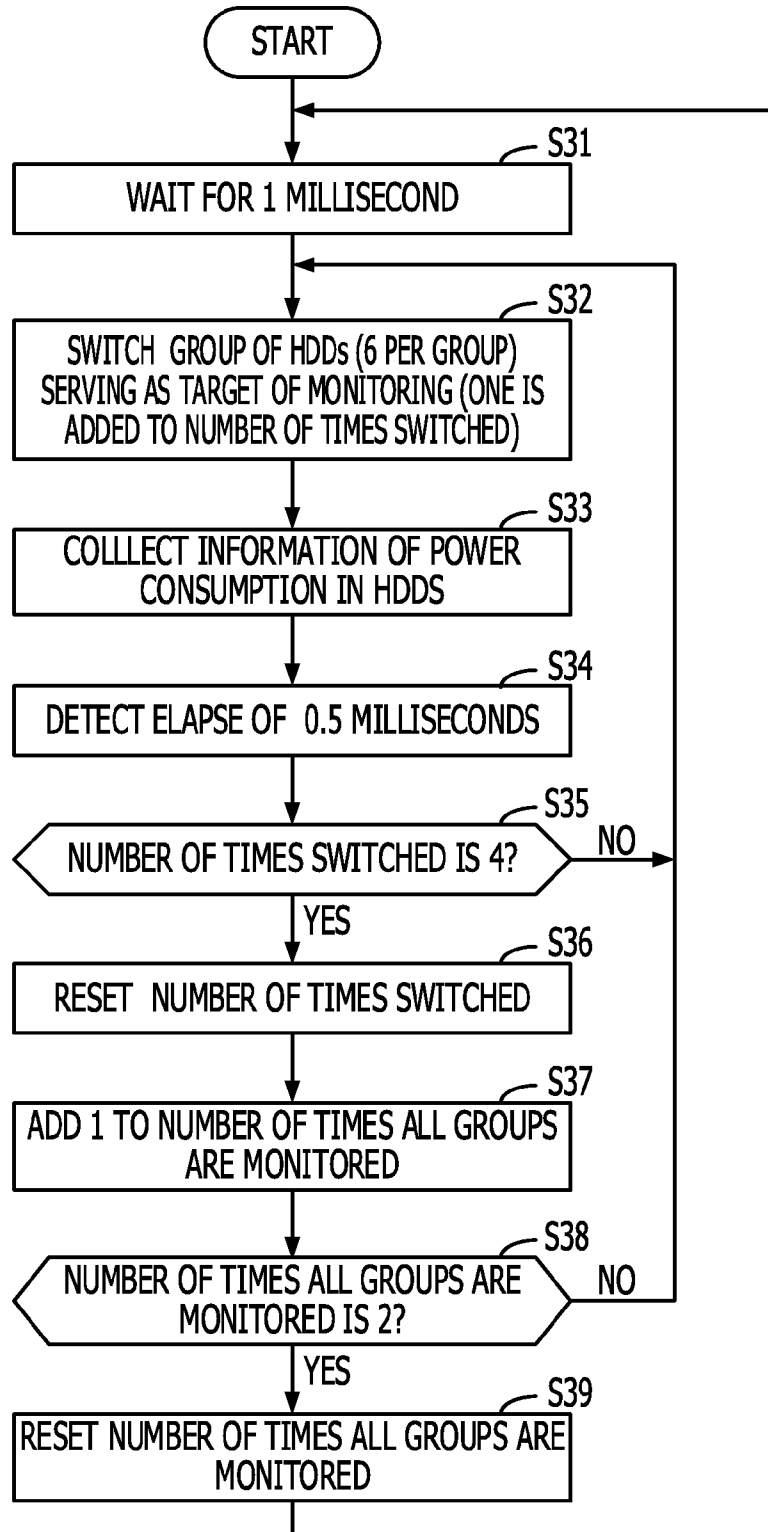 START
S31
WAIT FOR 1 MILLISECOND
S32
SWITCH GROUP OF HDDs (6 PER GROUP)
SERVING AS TARGET OF MONITORING (ONE IS
ADDED TO NUMBER OF TIMES SWITCHED)
S33
COLLLECT INFORMATION OF POWER
CONSUMPTION IN HDDS
S34
DETECT ELAPSE OF 0.5 MILLISECONDS
S35
NUMBER OF TIMES SWITCHED IS 4?
NO
YES
S36
RESET NUMBER OF TIMES SWITCHED
S37
ADD 1 TO NUMBER OF TIMES ALL GROUPS
ARE MONITORED
S38
NUMBER OF TIMES ALL GROUPS ARE
MONITORED IS 2?
NO
YES
S39
RESET NUMBER OF TIMES ALL GROUPS ARE
MONITORED